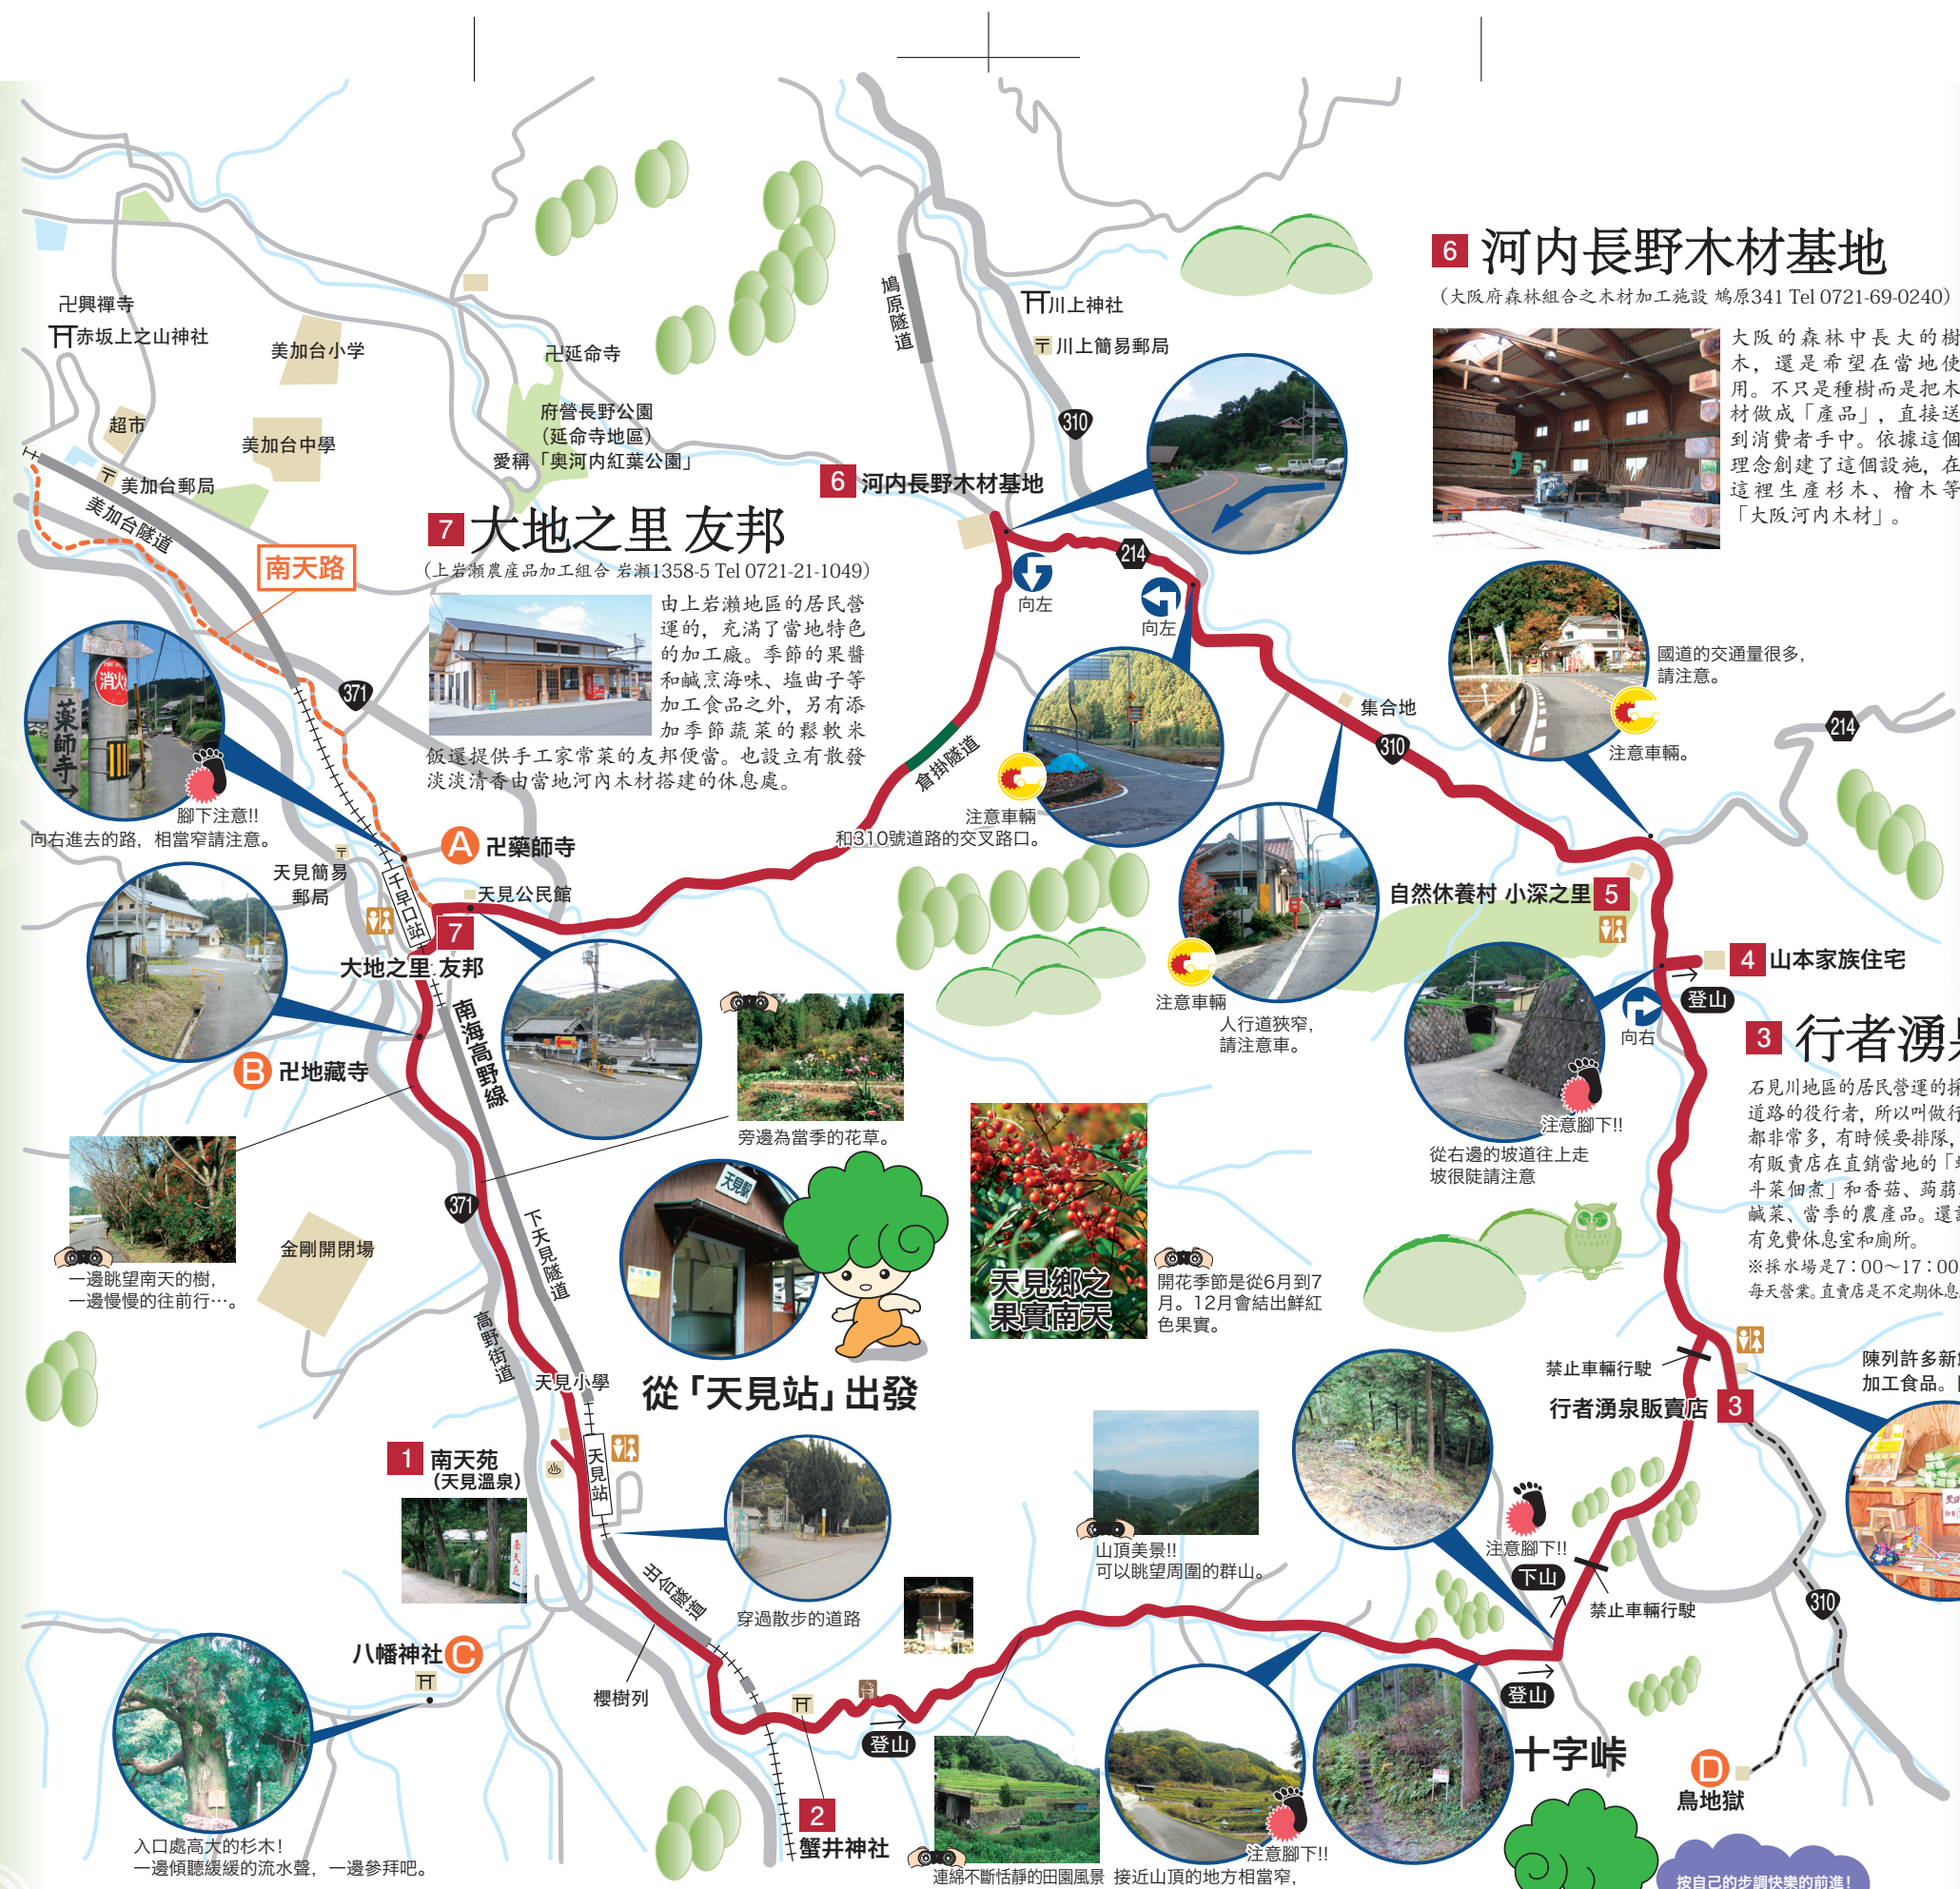 6 河内長野木材基地
(大阪府森林組合之木材加工施設 鳩原341 Tel 0721-69-0240)
大阪的森林中長大的樹
木，還是希望在當地使
用。不只是種樹而是把木
材做成「產品」，直接送
到消費者手中。依據這個
理念創建了這個設施，在
這裡生產杉木、檜木等
「大阪河内木材」。
卍興禪寺
赤坂上之山神社
美加台小学
卍延命寺
超市
美加台中學
府營長野公園
(延命寺地區)
愛稱「奧河内紅葉公園」
〒美加台郵局
美加台隧道
鳩原隧道
川上神社
〒川上簡易郵局
310
6 河内長野木材基地
214
向左
向左
7 大地之里 友邦
(上岩瀨農產品加工組合 岩瀨1358-5 Tel 0721-21-1049)
由上岩瀨地區的居民營
運的，充滿了當地特色
的加工廠。季節的果醬
和鹹烹海味、塩曲子等
加工食品之外，另有添
加季節蔬菜的鬆軟米
飯還提供手工家常菜的友邦便當。也設立有散發
淡淡清香由當地河內木材搭建的休息處。
南天路
371
消火
薬師寺→
腳下注意!!
向右進去的路，相當窄請注意。
倉掛隧道
注意車輛
和310號道路的交叉路口。
集合地
310
國道的交通量很多，
請注意。
注意車輛。
214
A 卍藥師寺
天見公民館
〒
天見簡易
郵局
千早口站
7
大地之里 友邦
B 卍地藏寺
南海高野線
注意車輛
人行道狹窄，
請注意車。
自然休養村 小深之里 5
4 山本家族住宅
登山
向右
注意腳下!!
從右邊的坡道往上走
坡很陡請注意
3 行者湧
石見川地區的居民營運的
道路的役行者，所以叫做行
都非常多，有時候要排隊，
有販賣店在直銷當地的「
斗菜佃煮」和香菇、蒟蒻
鹹菜、當季的農產品。還
有免費休息室和廁所。
※採水場是7：00～17：00
每天營業。直賣店是不定期休息
旁邊為當季的花草。
一邊眺望南天的樹，
一邊慢慢的往前行…。
金剛開閉場
371
下天見隧道
高野街道
天見駅
從「天見站」出發
天見鄉之
果實南天
開花季節是從6月到7
月。12月會結出鮮紅
色果實。
天見小學
天見站
1 南天苑
(天見溫泉)
南天苑
出合隧道
穿過散步的道路
櫻樹列
八幡神社 C
入口處高大的杉木！
一邊傾聽緩緩的流水聲，一邊參拜吧。
2
蟹井神社
登山
山頂美景!!
可以眺望周圍的群山。
連綿不斷恬靜的田園風景
接近山頂的地方相當窄，
注意腳下!!
登山
十字峠
注意腳下!!
下山
禁止車輛行駛
禁止車輛行駛
行者湧泉販賣店 3
陳列許多新
加工食品。
310
D
鳥地獄
按自己的步調快樂的前進！